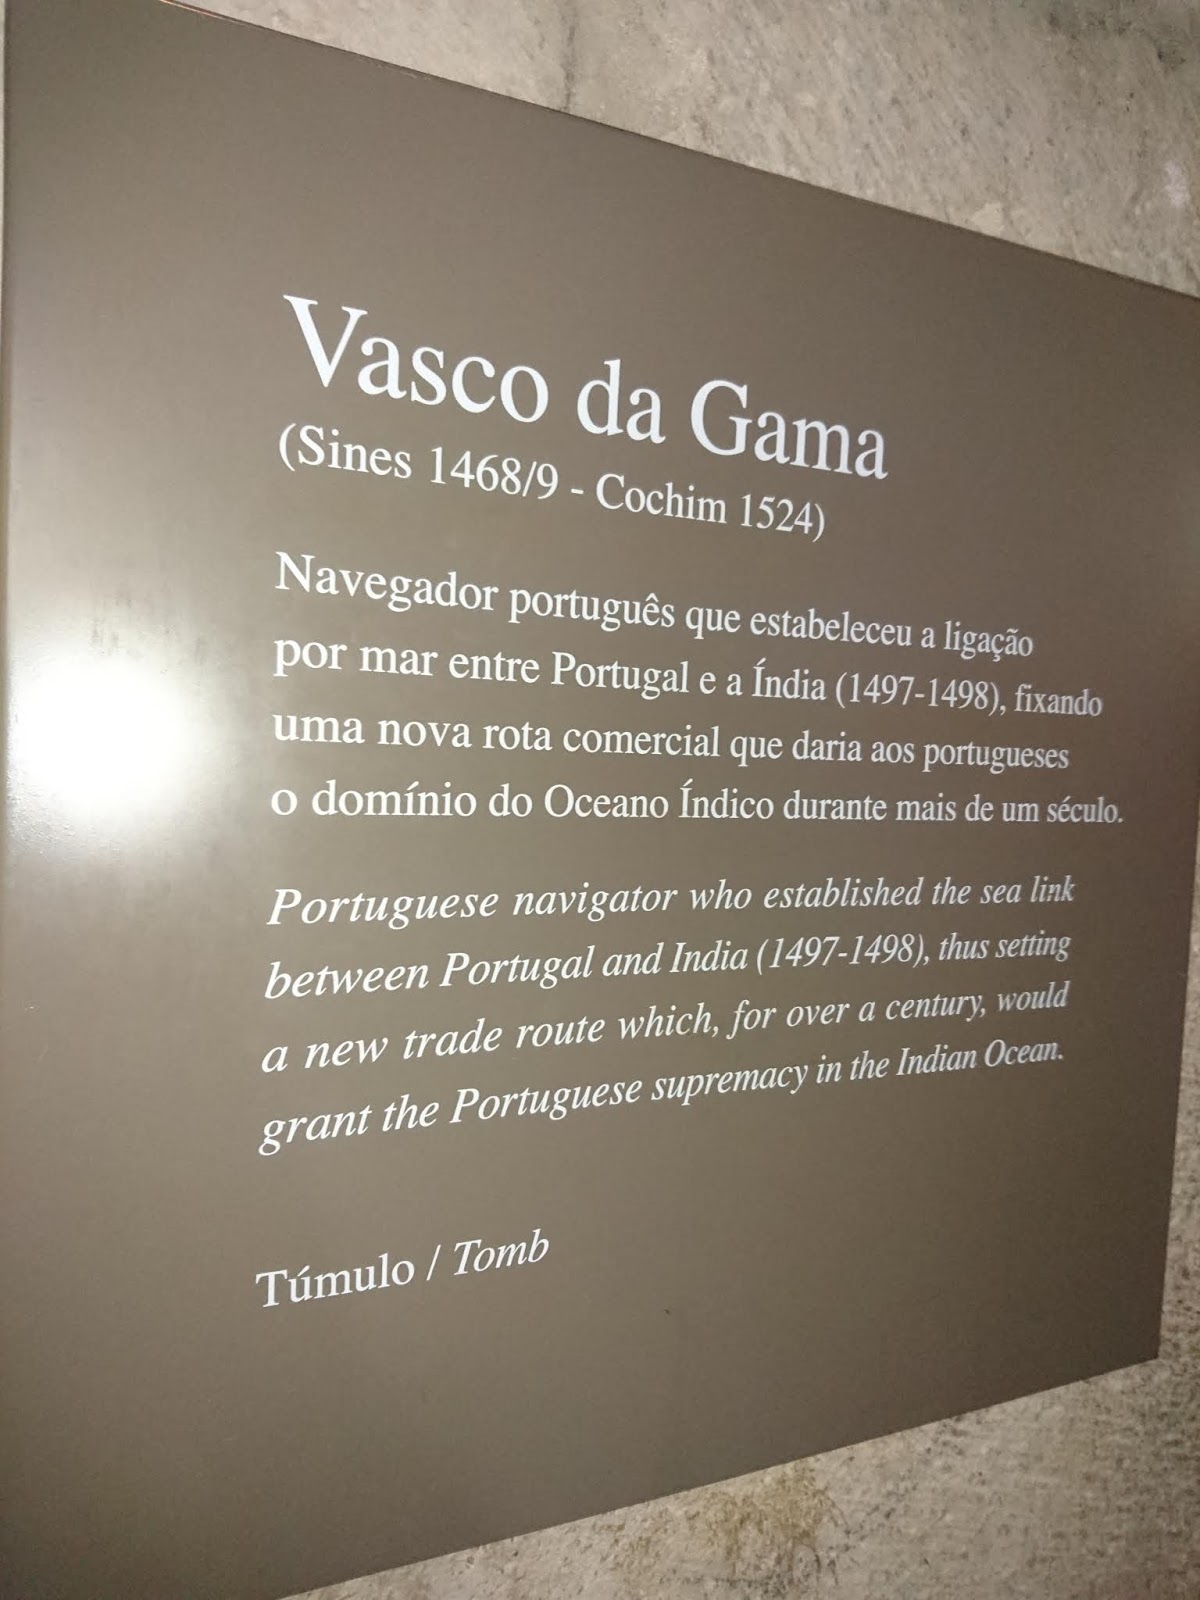 Vasco da Gama
(Sines 1468/9 - Cochim 1524)
Navegador português que estabeleceu a ligação
por mar entre Portugal e a Índia (1497-1498), fixando
uma nova rota comercial que daria aos portugueses
o domínio do Oceano Índico durante mais de um século.
Portuguese navigator who established the sea link
between Portugal and India (1497-1498), thus setting
a new trade route which, for over a century, would
grant the Portuguese supremacy in the Indian Ocean.
Túmulo / Tomb